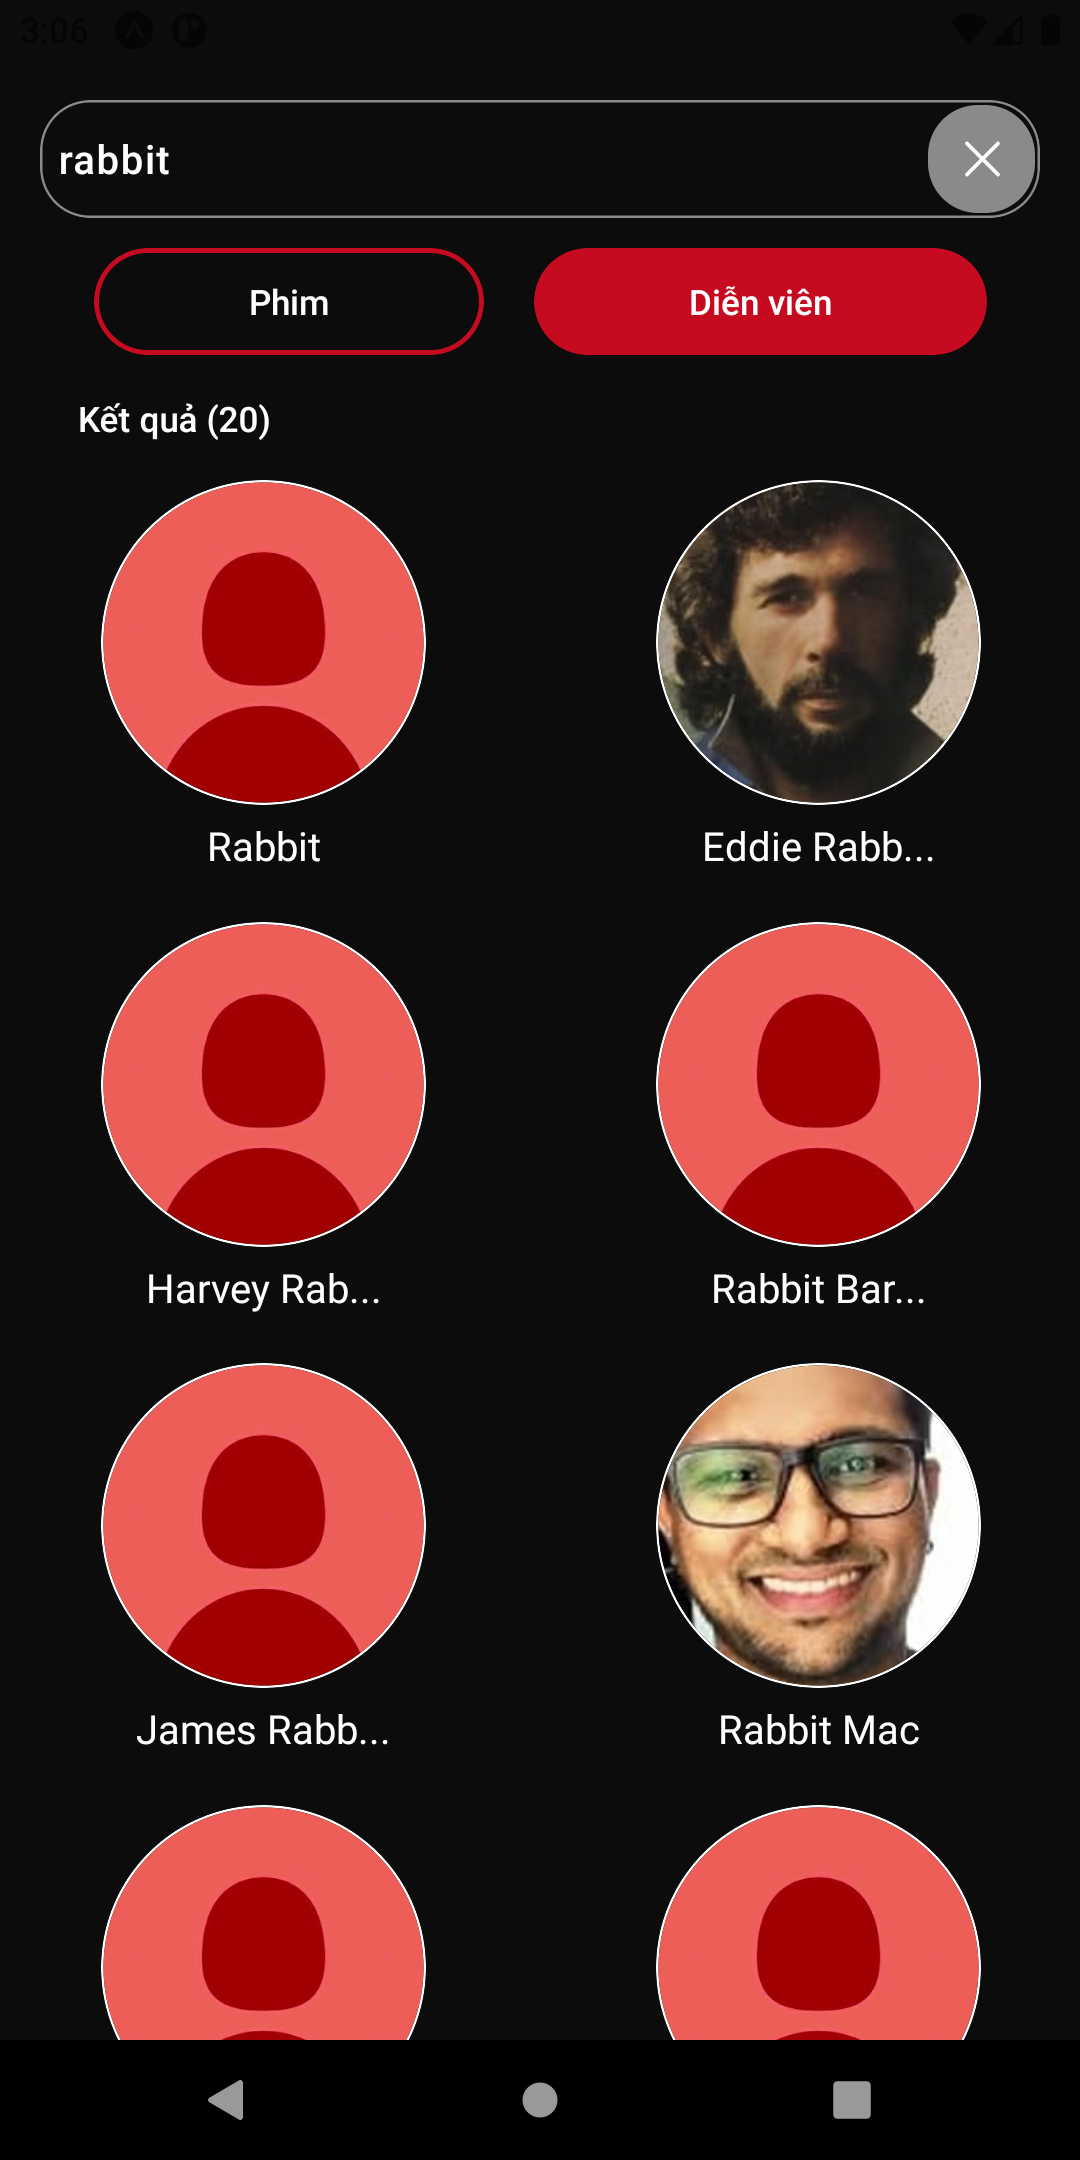 3:06
rabbit
Phim
Diễn viên
Kết quả (20)
Rabbit
Eddie Rabb...
Harvey Rab...
Rabbit Bar...
James Rabb...
Rabbit Mac